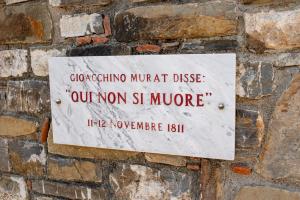 GIOACCHINO MURAT DISSE:
"QUI NON SI MUORE"
11-12 NOVEMBRE 1811